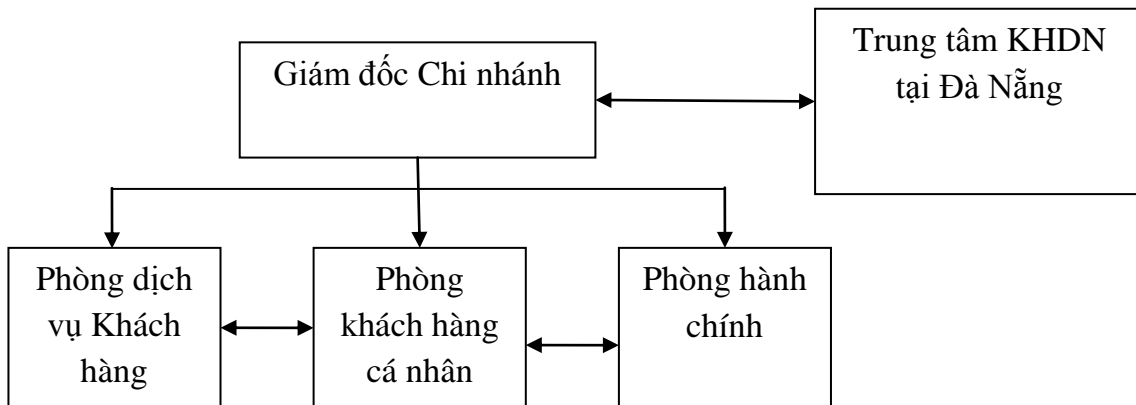 Giám đốc Chi nhánh
Trung tâm KHDN
tại Đà Nẵng
Phòng dịch
vụ Khách
hàng
Phòng
khách hàng
cá nhân
Phòng hành
chính